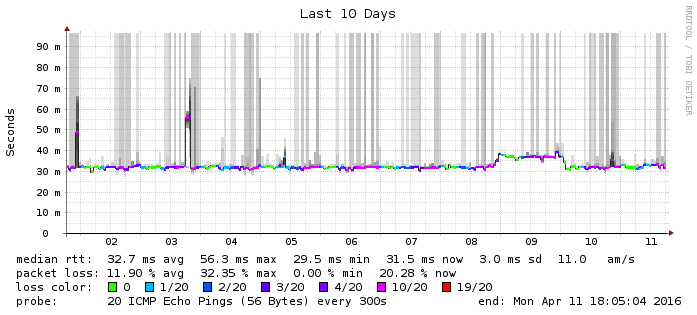 Last 10 Days
RRDTOOL / TOBI OETIKER
Seconds
90 m
80 m
70 m
60 m
50 m
40 m
30 m
20 m
10 m
0
02 03 04 05 06 07 08 09 10 11
median rtt: 32.7 ms avg 56.3 ms max 29.5 ms min 31.5 ms now 3.0 ms sd 11.0 am/s
packet loss: 11.90 % avg 32.35 % max 0.00 % min 20.28 % now
loss color: 0 1/20 2/20 3/20 4/20 10/20 19/20
probe: 20 ICMP Echo Pings (56 Bytes) every 300s end: Mon Apr 11 18:05:04 2016